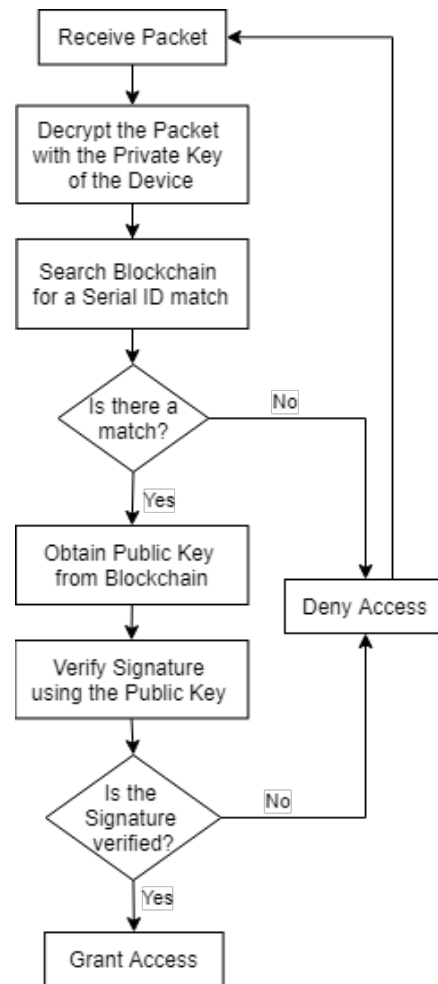 Receive Packet
Decrypt the Packet
with the Private Key
of the Device
Search Blockchain
for a Serial ID match
Is there a
match?
No
Yes
Obtain Public Key
from Blockchain
Deny Access
Verify Signature
using the Public Key
Is the
Signature
verified?
No
Yes
Grant Access